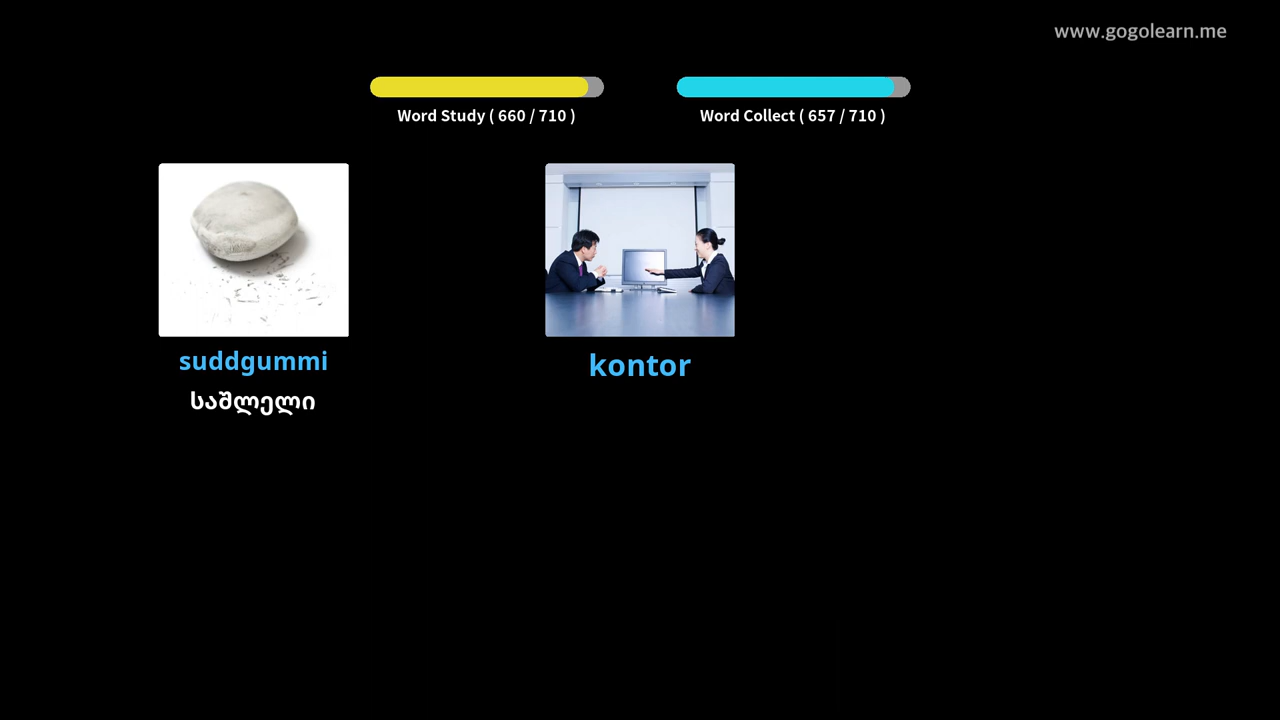 www.gogolearn.me
Word Study ( 660 / 710 )
Word Collect ( 657 / 710 )
suddgummi
საშლელი
kontor